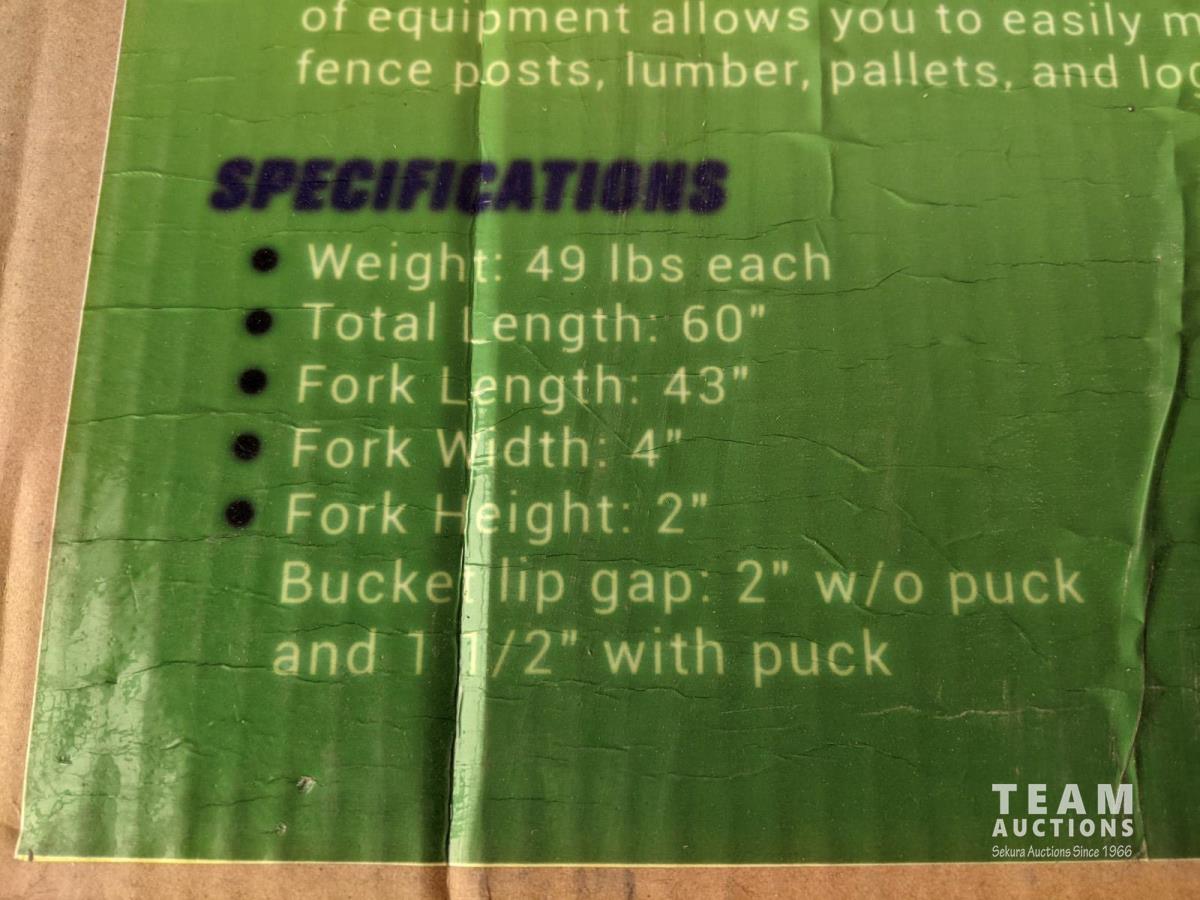 of equipment allows you to easily
fence posts, lumber, pallets, and
SPECIFICATIONS
Weight: 49 lbs each
Total Length: 60"
Fork Length: 43"
Fork Width: 4"
Fork Height: 2"
Bucket lip gap: 2" w/o puck
and 1 1/2" with puck
TEAM
AUCTIONS
Sekura Auctions Since 1966